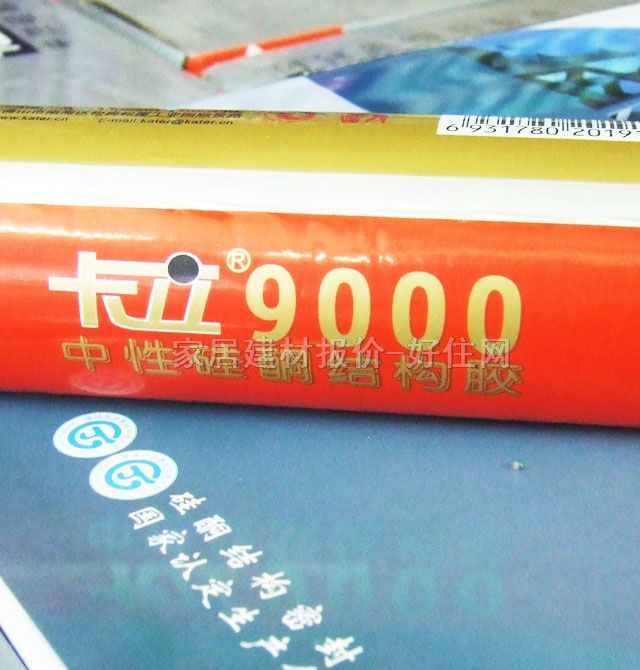 www.kater.cn E-mail:kater@kater.cn
6 931780 2019
®9000
中性硅酮结构胶
家居建材报价-好住网
硅酮结构密封
国家认定生产